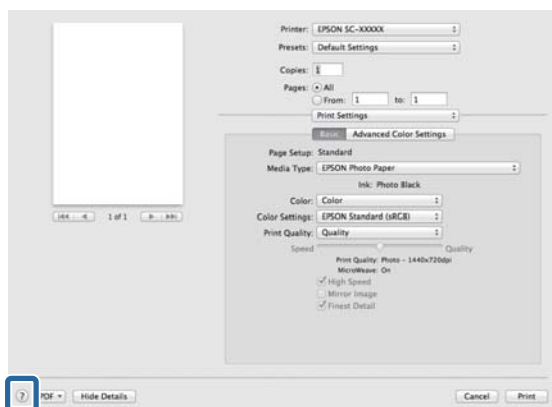 Printer: EPSON SC-XXXXX
Presets: Default Settings
Copies: 1
Pages: All
From: 1 to: 1
Print Settings
Basic Advanced Color Settings
Page Setup: Standard
Media Type: EPSON Photo Paper
Ink: Photo Black
Color: Color
1 of 1
Color Settings: EPSON Standard (sRGB)
Print Quality: Quality
Speed Quality
Print Quality: Photo - 1440x720dpi
MicroWeave: On
High Speed
Mirror Image
Finest Detail
? PDF Hide Details Cancel Print